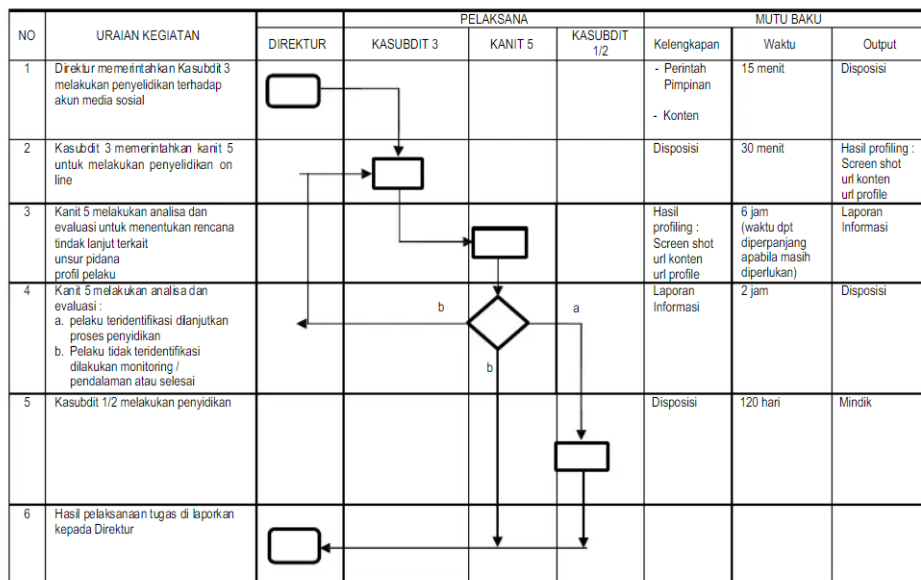 NO
URAIAN KEGIATAN
PELAKSANA
MUTU BAKU
DIREKTUR
KASUBDIT 3
KANIT 5
KASUBDIT
1/2
Kelengkapan
Waktu
Output
1
Direktur memerintahkan Kasubdit 3
melakukan penyelidikan terhadap
akun media sosial
- Perintah
Pimpinan
- Konten
15 menit
Disposisi
2
Kasubdit 3 memerintahkan kanit 5
untuk melakukan penyelidikan on
line
Disposisi
30 menit
Hasil profiling :
Screen shot
url konten
url profile
3
Kanit 5 melakukan analisa dan
evaluasi untuk menentukan rencana
tindak lanjut terkait
unsur pidana
profil pelaku
Hasil
profiling :
Screen shot
url konten
url profile
6 jam
(waktu dpt
diperpanjang
apabila masih
diperlukan)
Laporan
Informasi
4
Kanit 5 melakukan analisa dan
evaluasi :
a. pelaku teridentifikasi dilanjutkan
proses penyidikan
b. Pelaku tidak teridentifikasi
dilakukan monitoring /
pendalaman atau selesai
b
a
b
Laporan
Informasi
2 jam
Disposisi
5
Kasubdit 1/2 melakukan penyidikan
Disposisi
120 hari
Mindik
6
Hasil pelaksanaan tugas di laporkan
kepada Direktur